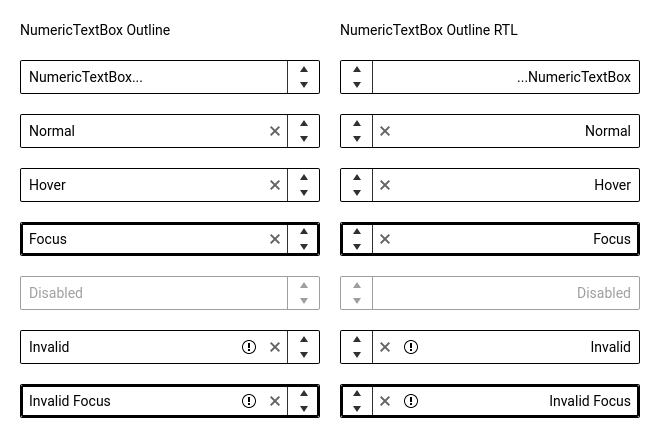 NumericTextBox Outline
NumericTextBox...
Normal
Hover
Focus
Disabled
Invalid
Invalid Focus
NumericTextBox Outline RTL
...NumericTextBox
Normal
Hover
Focus
Disabled
Invalid
Invalid Focus